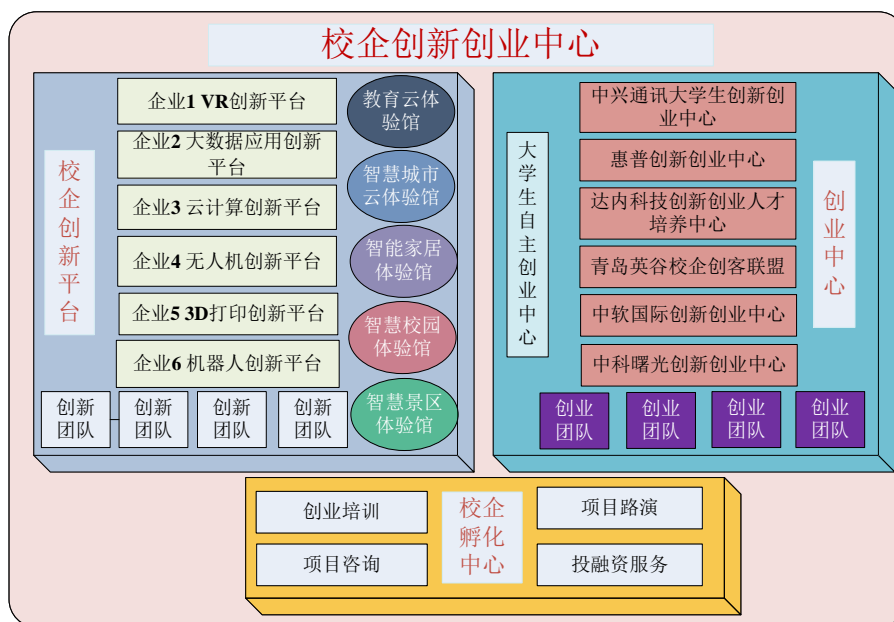 校企创新创业中心
校企创新平台
企业1 VR创新平台
企业2 大数据应用创新
平台
企业3 云计算创新平台
企业4 无人机创新平台
企业5 3D打印创新平台
企业6 机器人创新平台
教育云体
验馆
智慧城市
云体验馆
智能家居
体验馆
智慧校园
体验馆
智慧景区
体验馆
创新
团队
创新
团队
创新
团队
创新
团队
大学生自主创业中心
中兴通讯大学生创新创
业中心
惠普创新创业中心
达内科技创新创业人才
培养中心
青岛英谷校企创客联盟
中软国际创新创业中心
中科曙光创新创业中心
创业中心
创业
团队
创业
团队
创业
团队
创业
团队
创业培训
项目咨询
校企
孵化
中心
项目路演
投融资服务